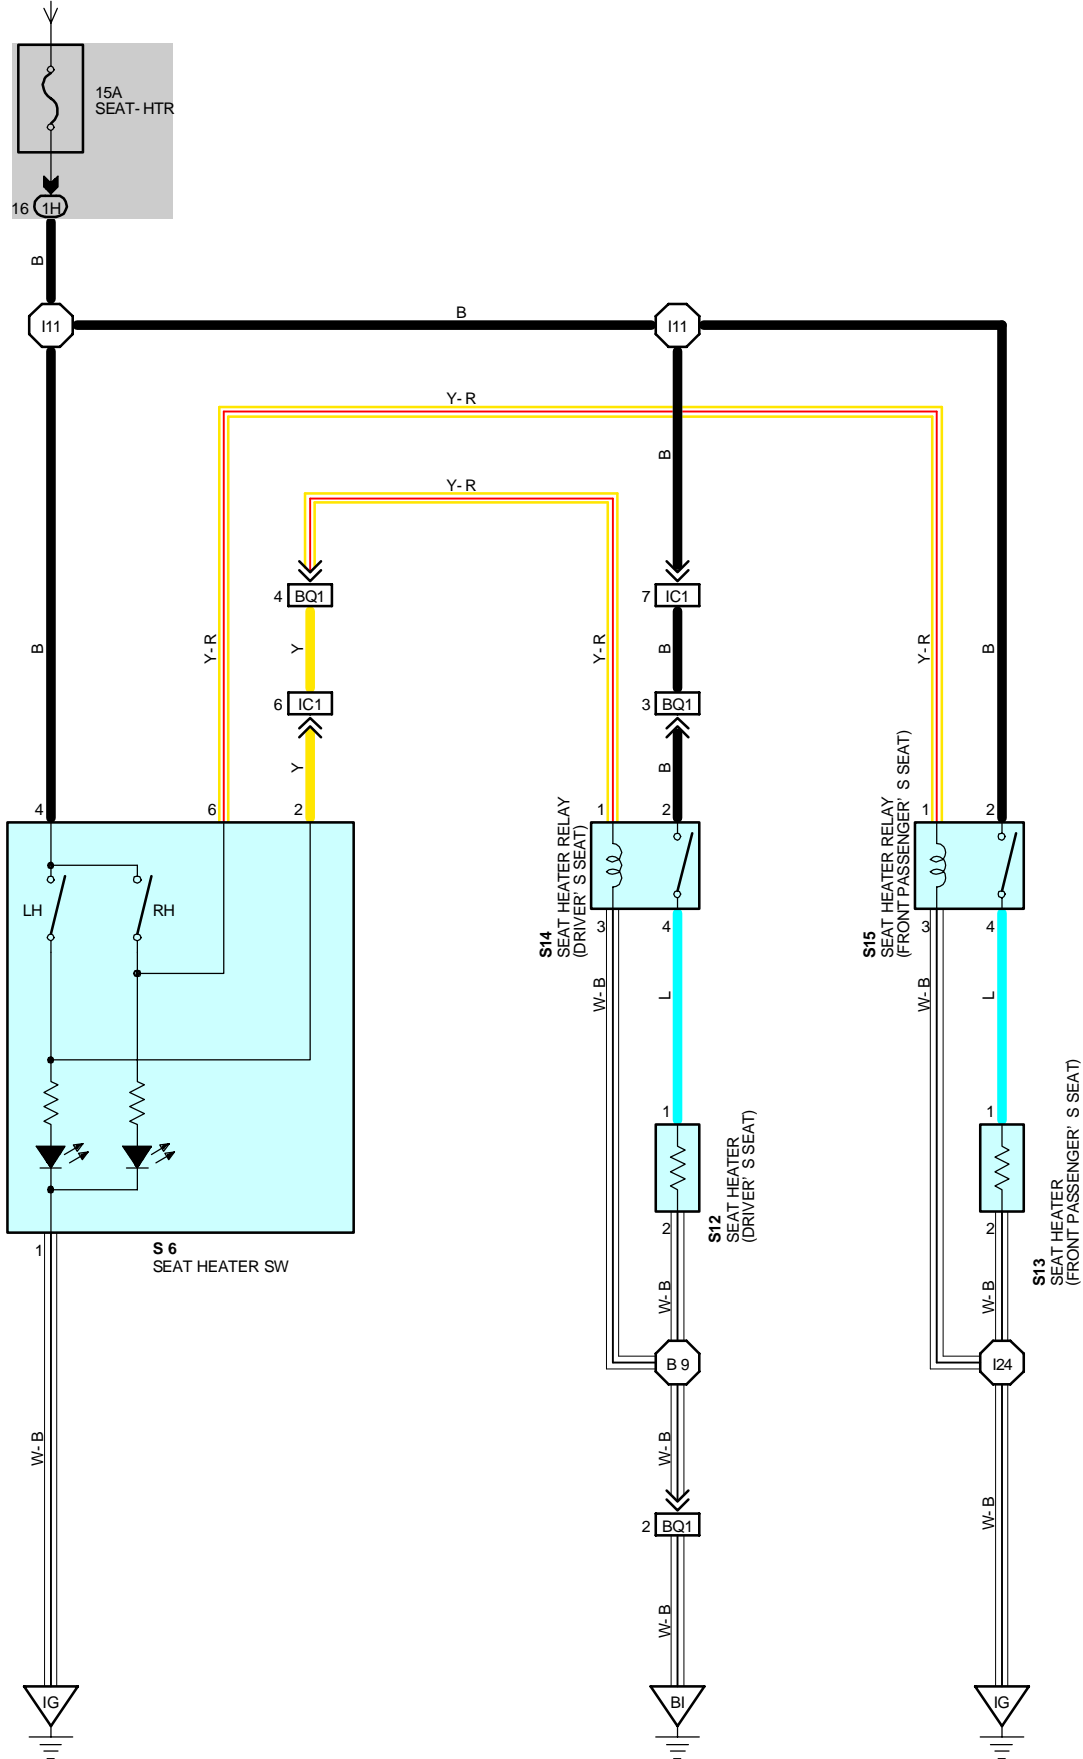 15A
SEAT- HTR
16 1H
B
I11
B
I11
Y- R
B
Y- R
4 BQ1
7 IC1
B
Y- R
Y
Y- R
B
Y- R
B
6 IC1
3 BQ1
Y
B
4
6
2
1
2
1
2
S14
SEAT HEATER RELAY
(DRIVER' S SEAT)
S15
SEAT HEATER RELAY
(FRONT PASSENGER' S SEAT)
LH
RH
3
4
3
4
W- B
L
W- B
L
1
1
S12
SEAT HEATER
(DRIVER' S SEAT)
S13
SEAT HEATER
(FRONT PASSENGER' S SEAT)
1
2
2
S 6
SEAT HEATER SW
W- B
W- B
B 9
I24
W- B
W- B
W- B
2 BQ1
W- B
IG
BI
IG